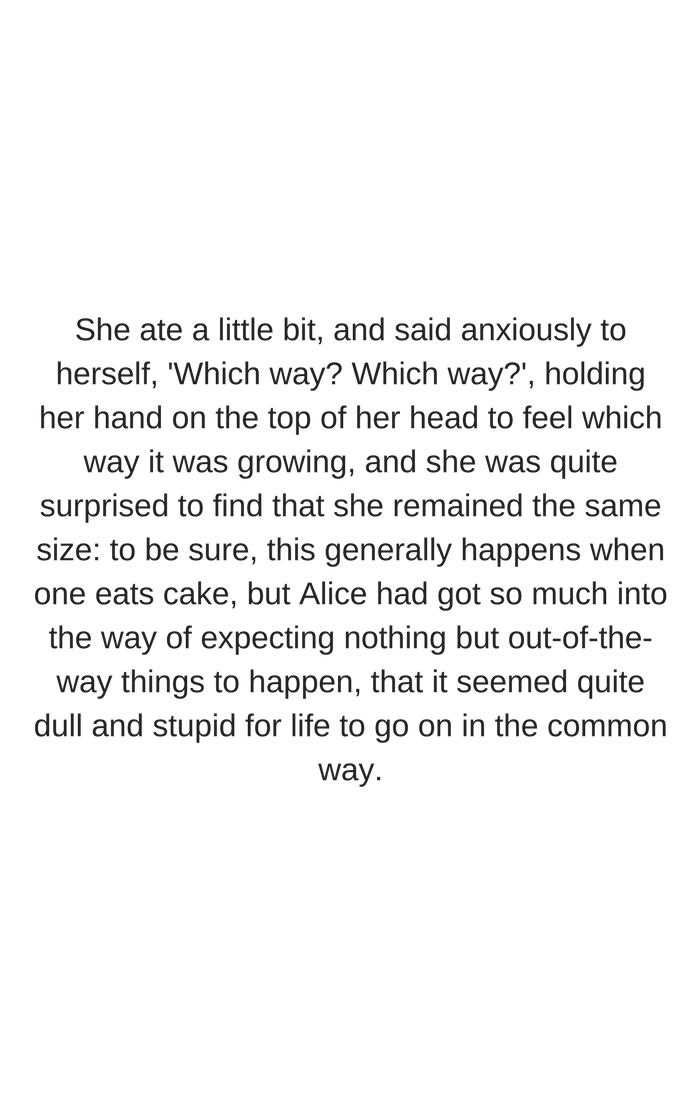 She ate a little bit, and said anxiously to
herself, 'Which way? Which way?', holding
her hand on the top of her head to feel which
way it was growing, and she was quite
surprised to find that she remained the same
size: to be sure, this generally happens when
one eats cake, but Alice had got so much into
the way of expecting nothing but out-of-the-
way things to happen, that it seemed quite
dull and stupid for life to go on in the common
way.